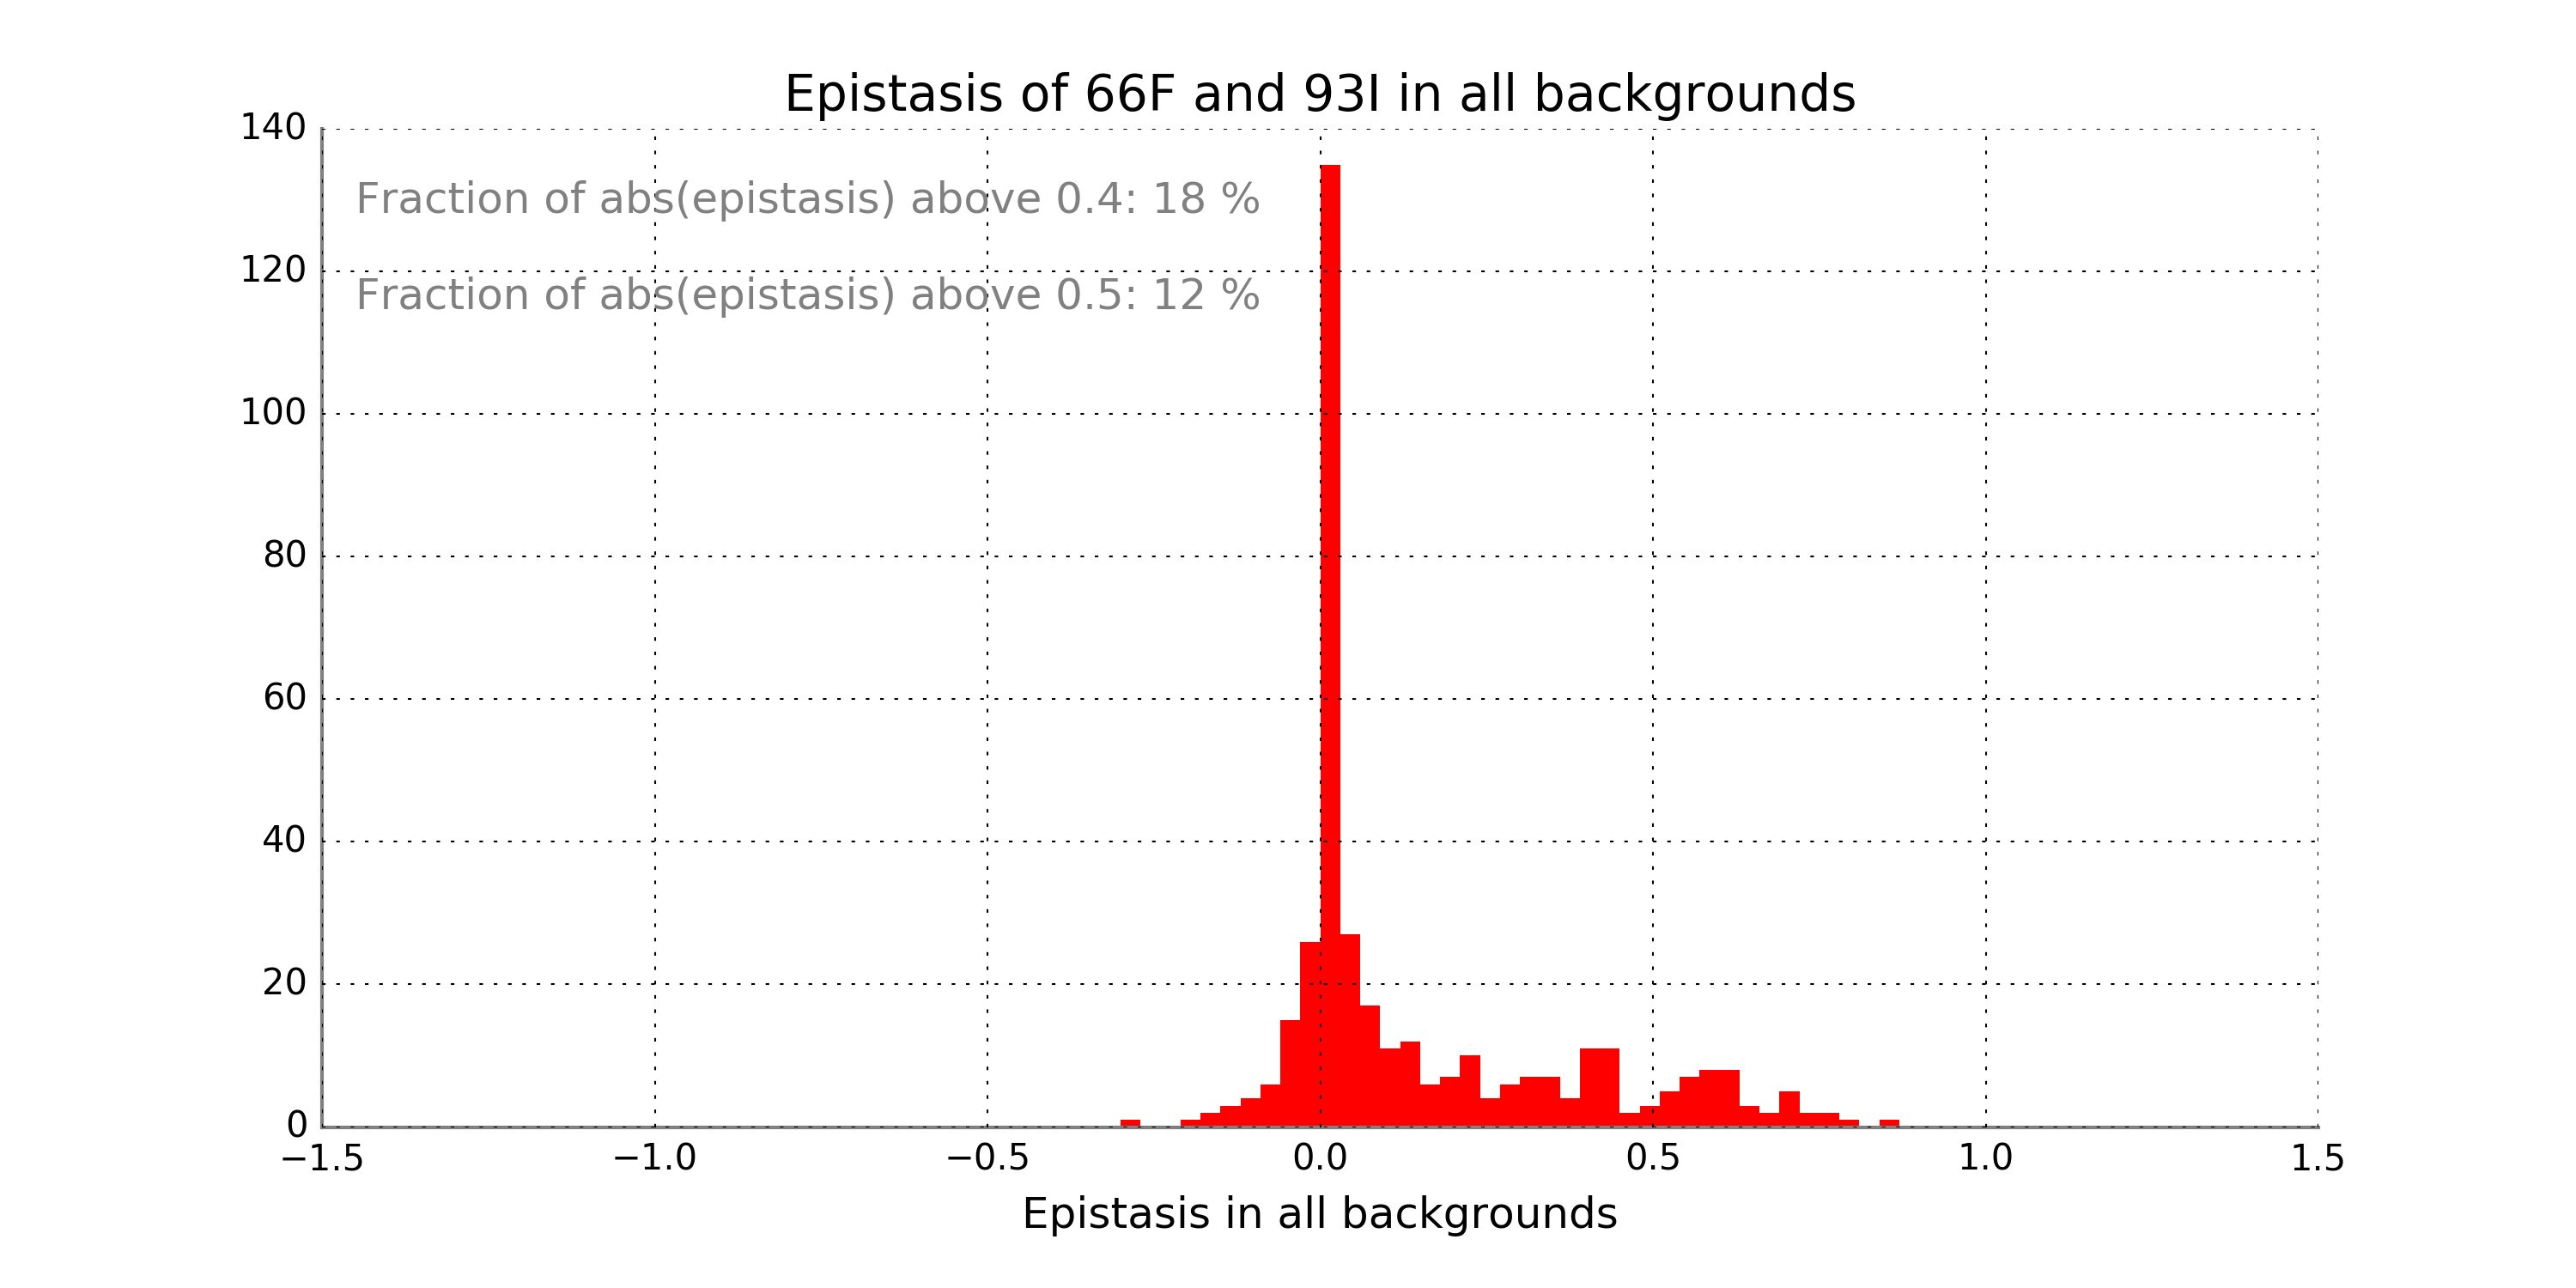 Epistasis of 66F and 93I in all backgrounds
140
Fraction of abs(epistasis) above 0.4: 18 %
120
Fraction of abs(epistasis) above 0.5: 12 %
100
80
60
40
20
0
−1.5 −1.0 −0.5 0.0 0.5 1.0 1.5
Epistasis in all backgrounds